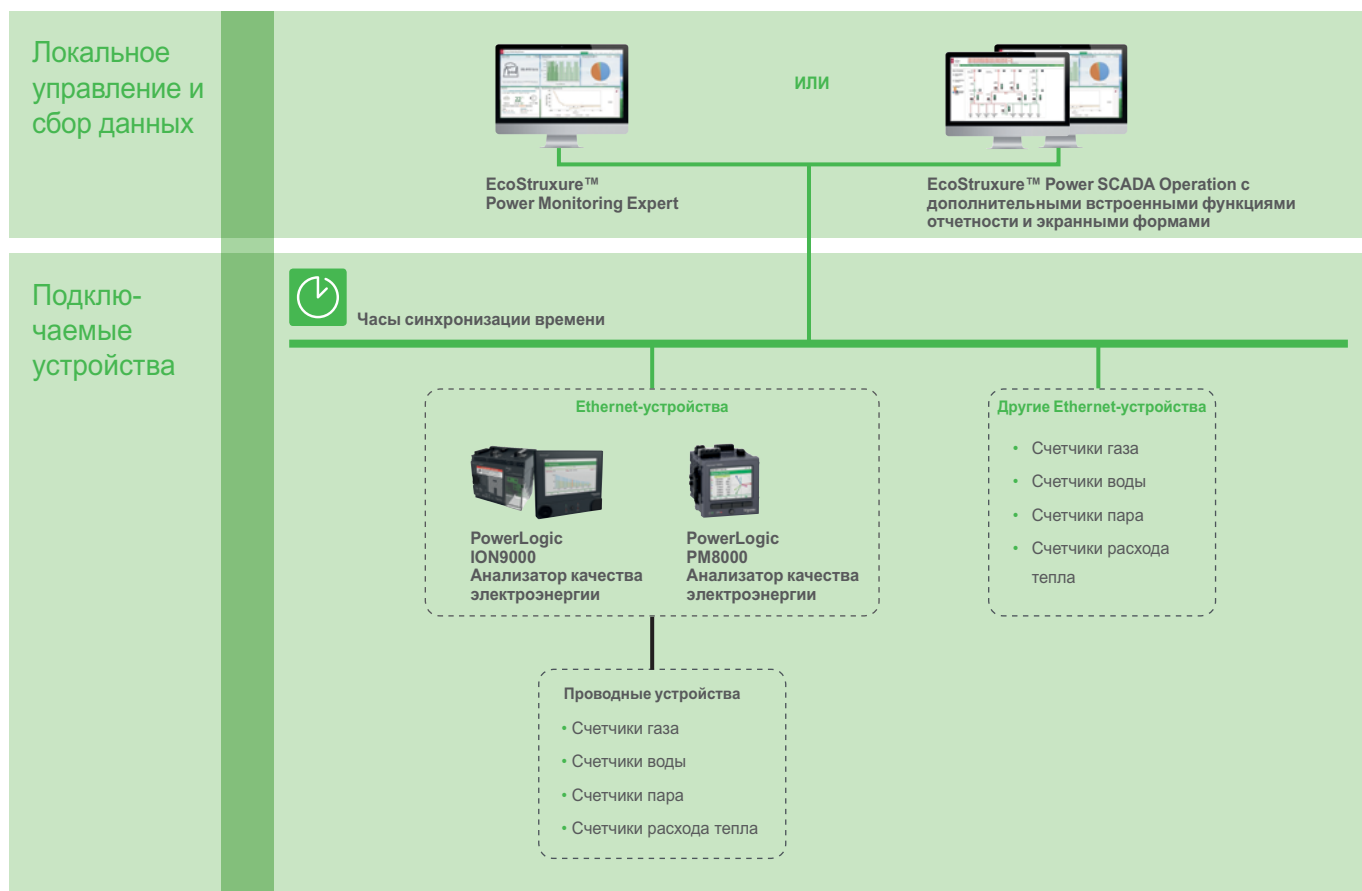 Локальное
управление и
сбор данных
ИЛИ
EcoStruxure™
Power Monitoring Expert
EcoStruxure™ Power SCADA Operation с
дополнительными встроенными функциями
отчетности и экранными формами
Подклю-
чаемые
устройства
Часы синхронизации времени
Ethernet-устройства
PowerLogic
ION9000
Анализатор качества
электроэнергии
PowerLogic
PM8000
Анализатор качества
электроэнергии
Другие Ethernet-устройства
• Счетчики газа
• Счетчики воды
• Счетчики пара
• Счетчики расхода
тепла
Проводные устройства
• Счетчики газа
• Счетчики воды
• Счетчики пара
• Счетчики расхода тепла